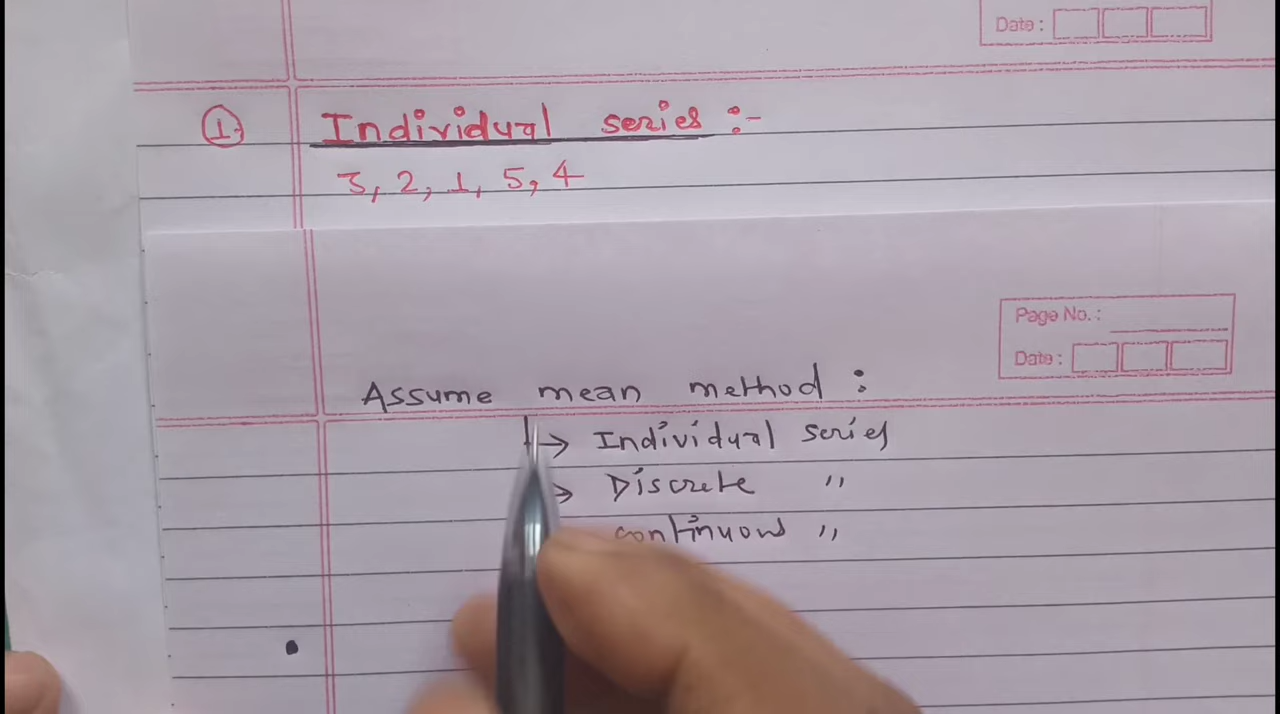 Date :
1. Individual series :-
3, 2, 1, 5, 4
Page No. :
Date :
Assume mean method :
→ Individual series
→ Discrete ,,
continuous ,,